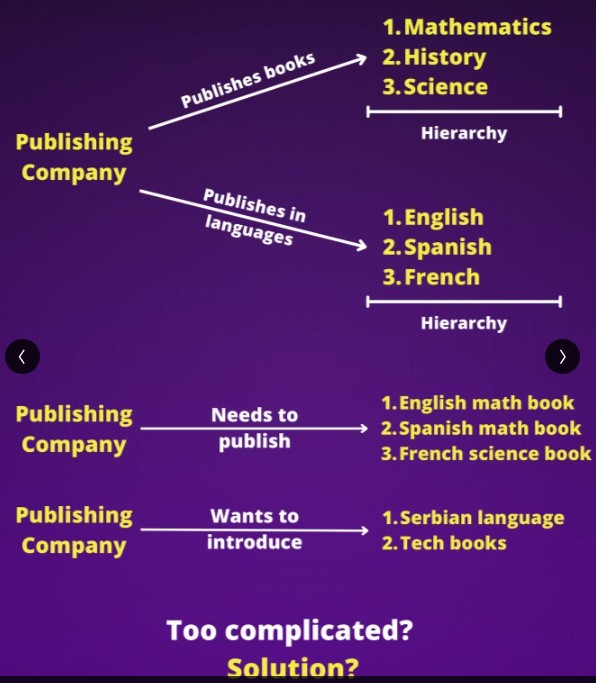 1. Mathematics
2. History
3. Science
Hierarchy
Publishes books
Publishing
Company
Publishes in
languages
1. English
2. Spanish
3. French
Hierarchy
Publishing
Company
Needs to
publish
1. English math book
2. Spanish math book
3. French science book
Publishing
Company
Wants to
introduce
1. Serbian language
2. Tech books
Too complicated?
Solution?